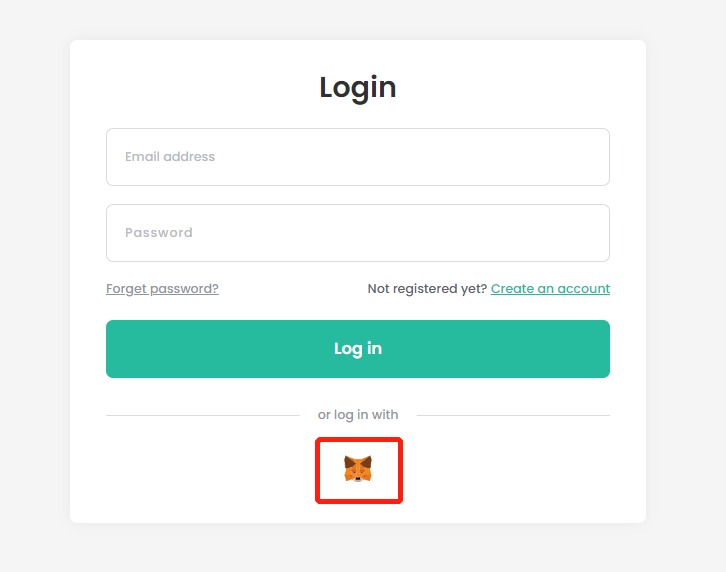 Login
Email address
Password
Forget password? Not registered yet? Create an account
Log in
or log in with